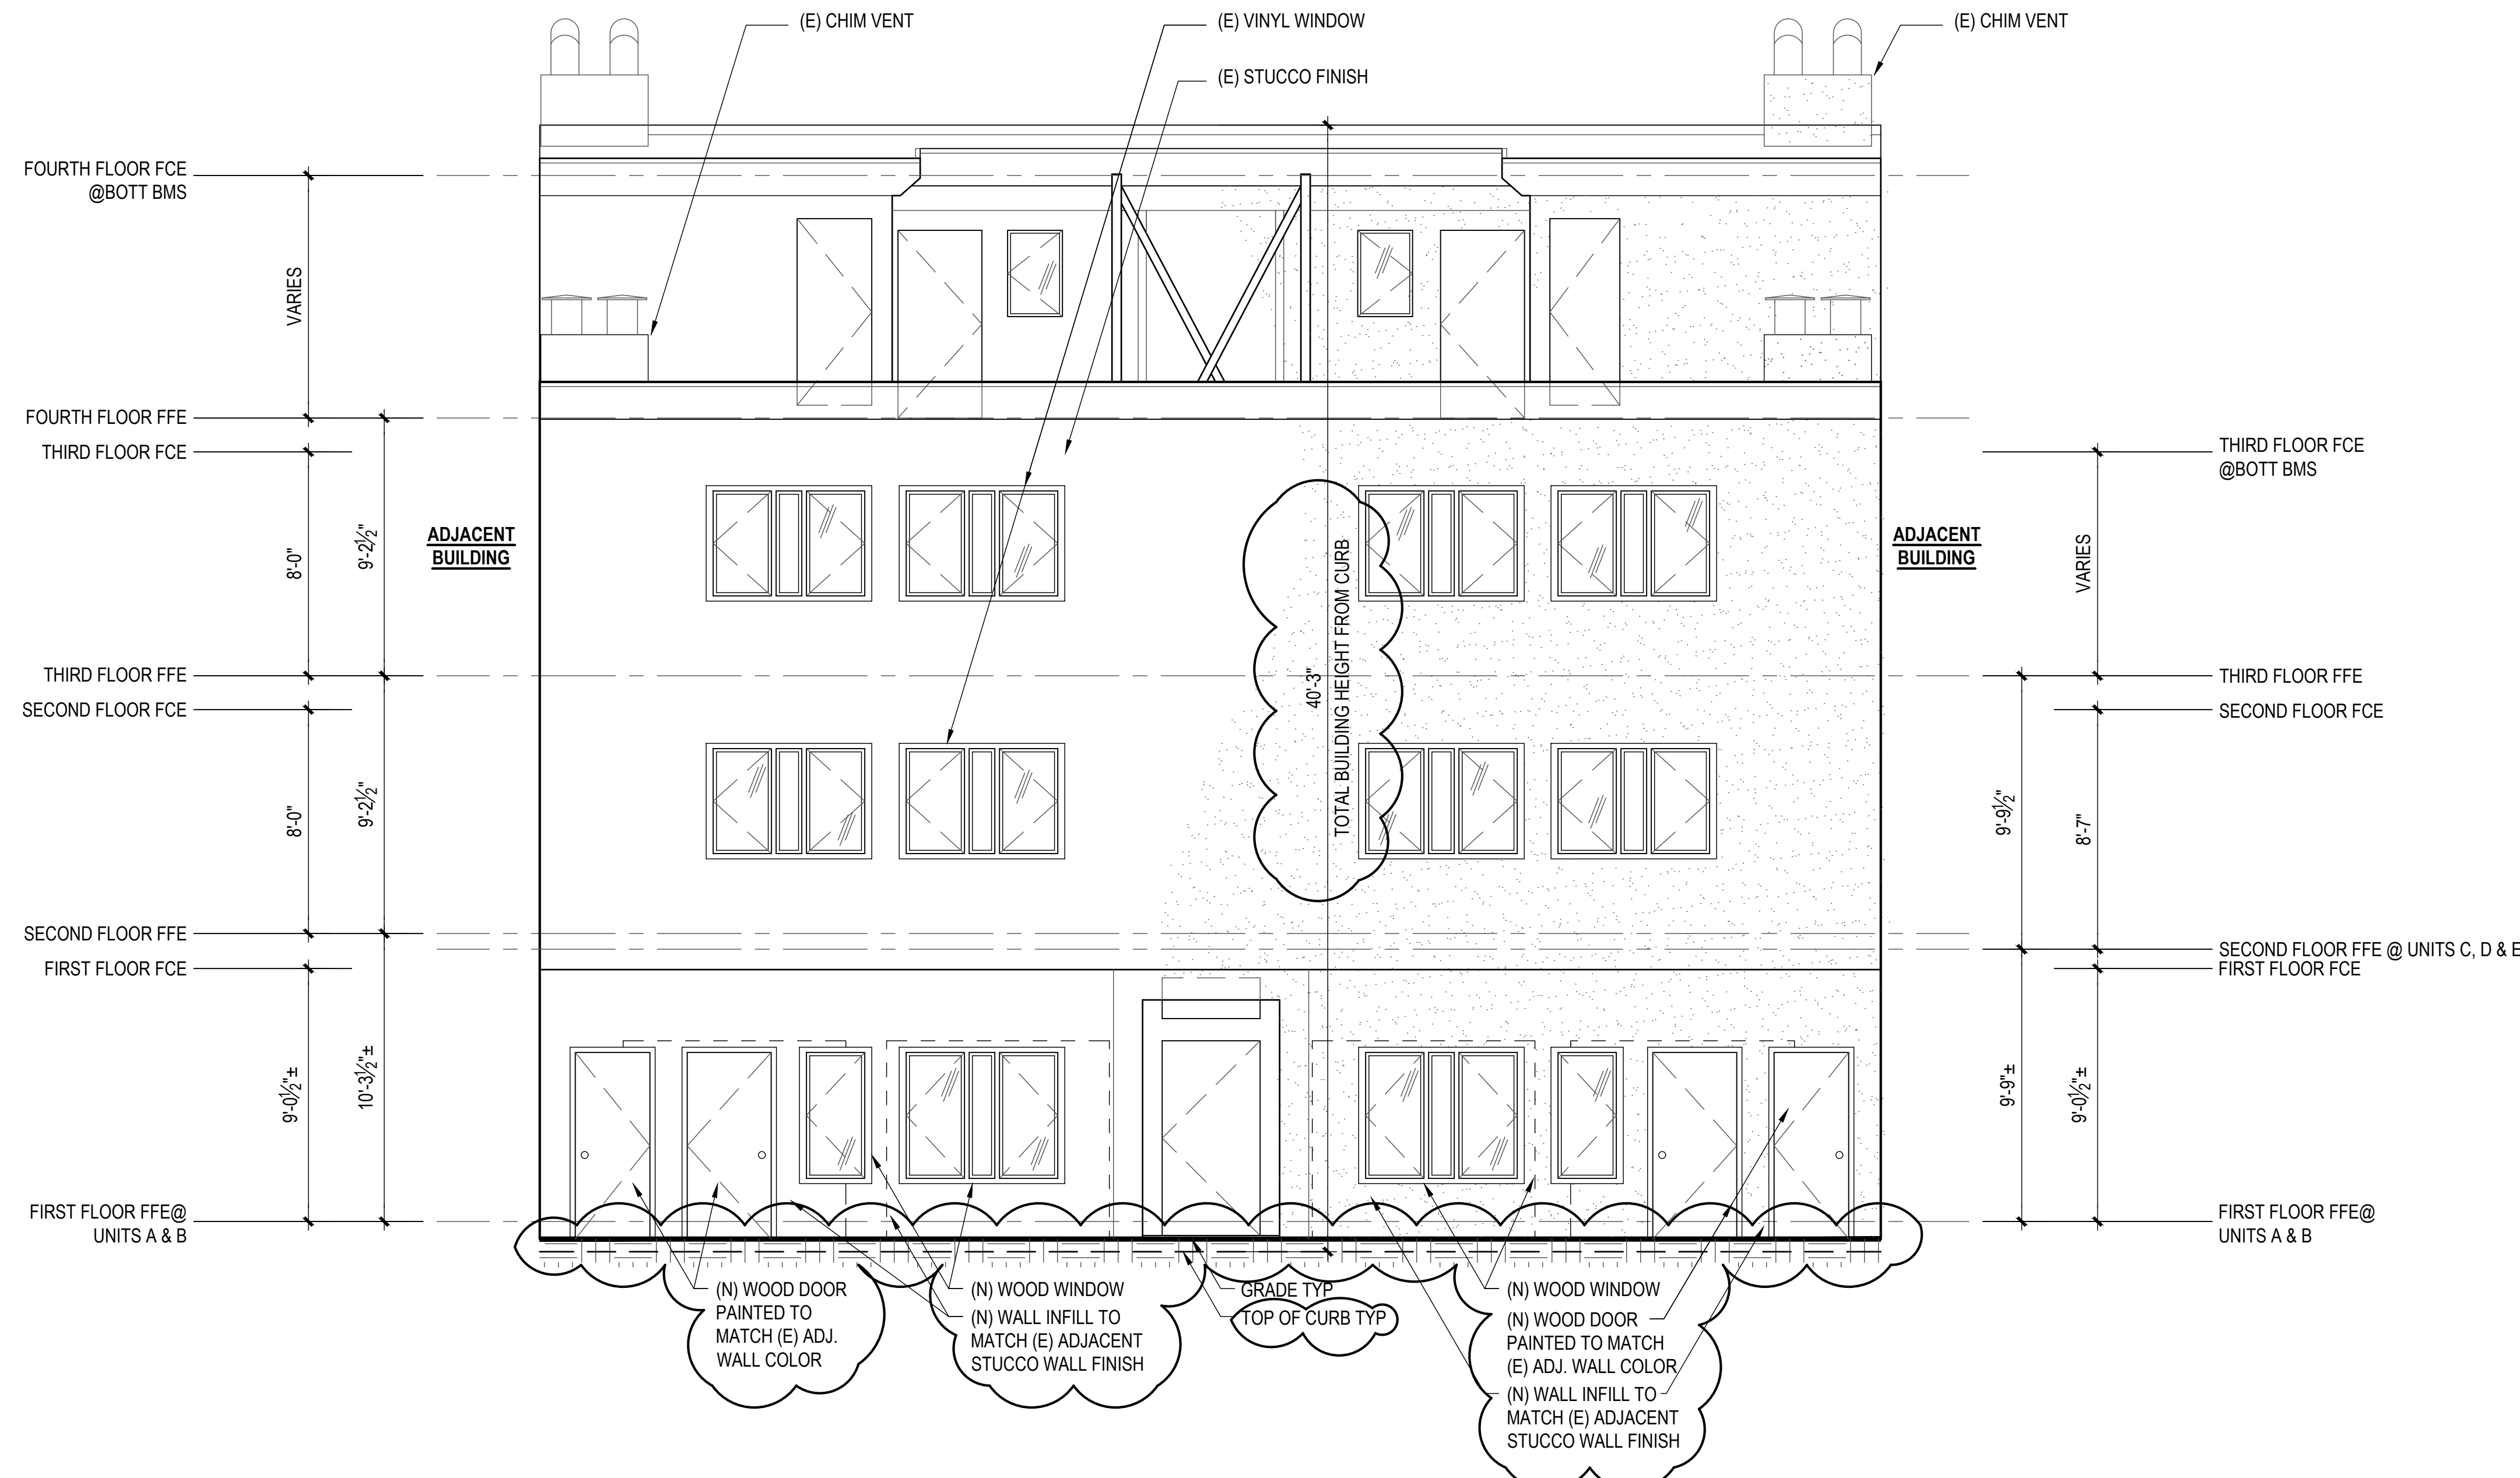 (E) CHIM VENT
(E) VINYL WINDOW
(E) CHIM VENT
(E) STUCCO FINISH
FOURTH FLOOR FCE
@BOTT BMS
VARIES
FOURTH FLOOR FFE
THIRD FLOOR FCE
8'-0"
9'-2½"
ADJACENT
BUILDING
THIRD FLOOR FFE
SECOND FLOOR FCE
8'-0"
9'-2½"
SECOND FLOOR FFE
FIRST FLOOR FCE
9'-0½"±
10'-3½"±
FIRST FLOOR FFE@
UNITS A & B
40'-3"
TOTAL BUILDING HEIGHT FROM CURB
ADJACENT
BUILDING
THIRD FLOOR FCE
@BOTT BMS
VARIES
THIRD FLOOR FFE
SECOND FLOOR FCE
9'-9½"
8'-7"
SECOND FLOOR FFE @ UNITS C, D & E
FIRST FLOOR FCE
9'-9"±
9'-0½"±
FIRST FLOOR FFE@
UNITS A & B
(N) WOOD DOOR
PAINTED TO
MATCH (E) ADJ.
WALL COLOR
(N) WOOD WINDOW
(N) WALL INFILL TO
MATCH (E) ADJACENT
STUCCO WALL FINISH
GRADE TYP
TOP OF CURB TYP
(N) WOOD WINDOW
(N) WOOD DOOR
PAINTED TO MATCH
(E) ADJ. WALL COLOR
(N) WALL INFILL TO
MATCH (E) ADJACENT
STUCCO WALL FINISH